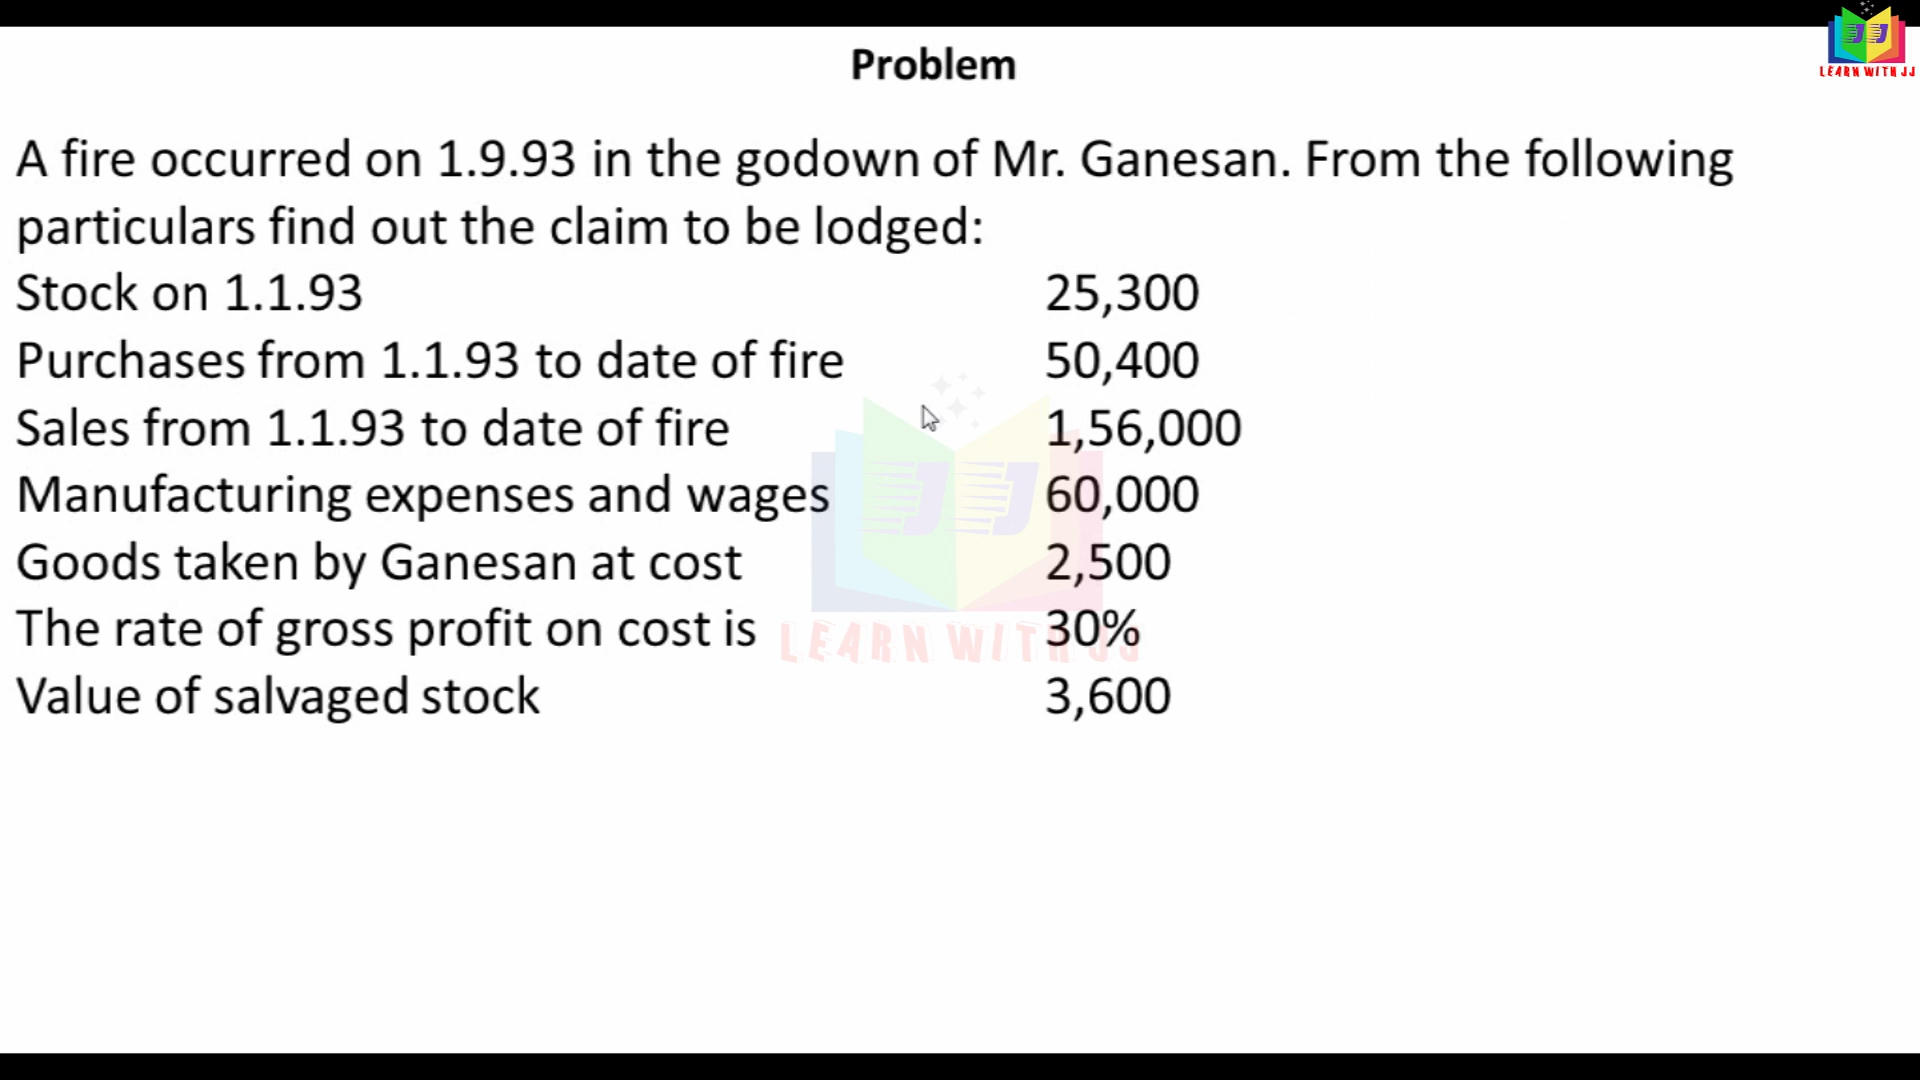 LEARN WITH JJ
Problem
A fire occurred on 1.9.93 in the godown of Mr. Ganesan. From the following
particulars find out the claim to be lodged:
Stock on 1.1.93 25,300
Purchases from 1.1.93 to date of fire 50,400
Sales from 1.1.93 to date of fire 1,56,000
Manufacturing expenses and wages 60,000
Goods taken by Ganesan at cost 2,500
The rate of gross profit on cost is 30%
Value of salvaged stock 3,600
JJ
LEARN WITH JJ